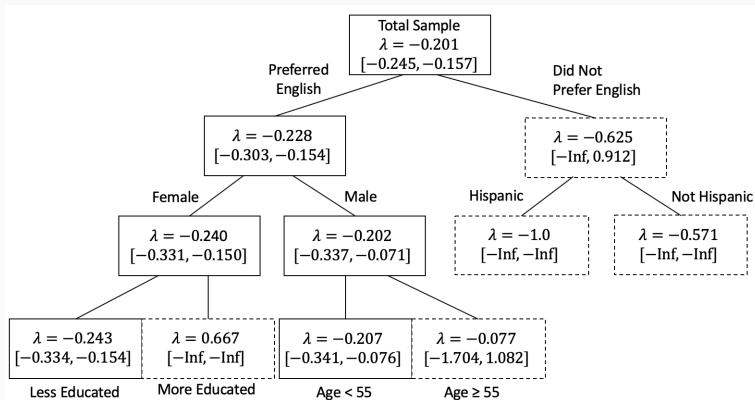 Total Sample
λ = −0.201
[−0.245, −0.157]
Preferred
English
Did Not
Prefer English
λ = −0.228
[−0.303, −0.154]
λ = −0.625
[−Inf, 0.912]
Female
Male
Hispanic
Not Hispanic
λ = −0.240
[−0.331, −0.150]
λ = −0.202
[−0.337, −0.071]
λ = −1.0
[−Inf, −Inf]
λ = −0.571
[−Inf, −Inf]
λ = −0.243
[−0.334, −0.154]
λ = 0.667
[−Inf, −Inf]
λ = −0.207
[−0.341, −0.076]
λ = −0.077
[−1.704, 1.082]
Less Educated
More Educated
Age < 55
Age ≥ 55